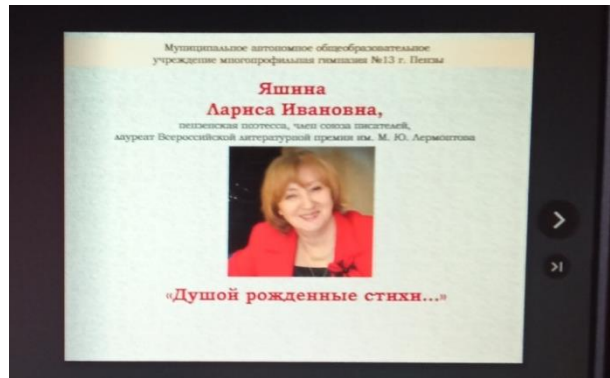 Муниципальное автономное общеобразовательное
учреждение многопрофильная гимназия №13 г. Пензы
Яшина
Лариса Ивановна,
пензенская поэтесса, член союза писателей,
лауреат Всероссийской литературной премии им. М. Ю. Лермонтова
«Душой рожденные стихи...»